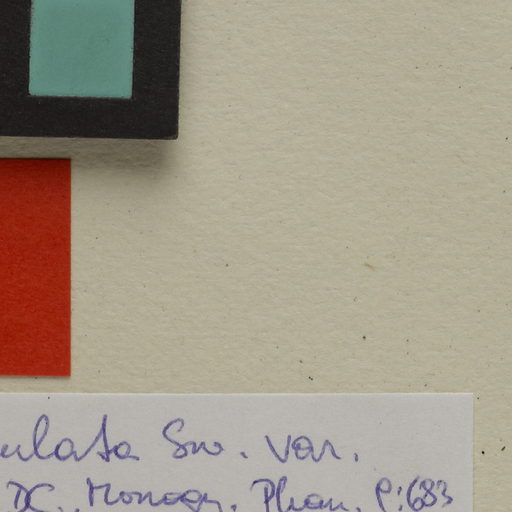 ulata Sw. var.
DC., Monogr. Phan. p:683